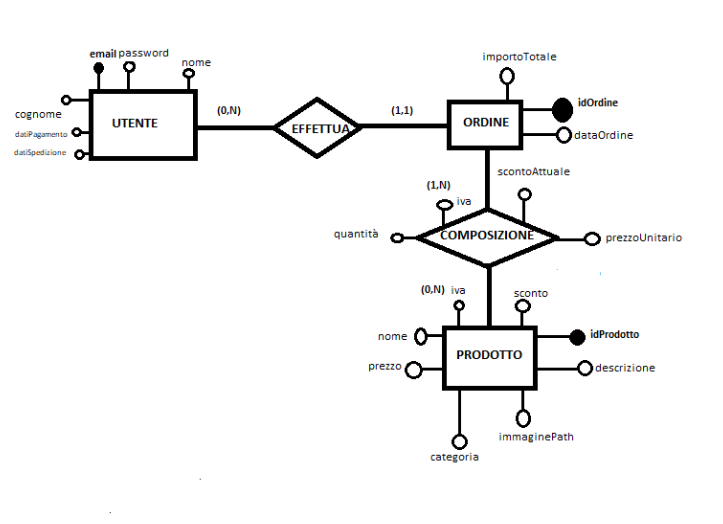 importoTotale
email password
nome
cognome
UTENTE
datiPagamento
datiSpedizione
(0,N)
EFFETTUA
(1,1)
ORDINE
idOrdine
dataOrdine
scontoAttuale
(1,N)
iva
quantità
COMPOSIZIONE
prezzoUnitario
(0,N)
iva
sconto
nome
idProdotto
PRODOTTO
prezzo
descrizione
immaginePath
categoria